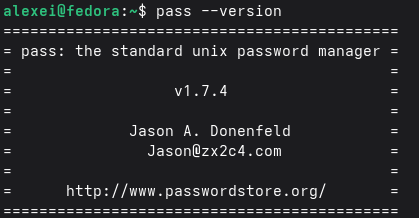 alexei@fedora:~$ pass --version
============================================
= pass: the standard unix password manager =
=                                          =
=                  v1.7.4                  =
=                                          =
=             Jason A. Donenfeld           =
=               Jason@zx2c4.com            =
=                                          =
=      http://www.passwordstore.org/       =
============================================